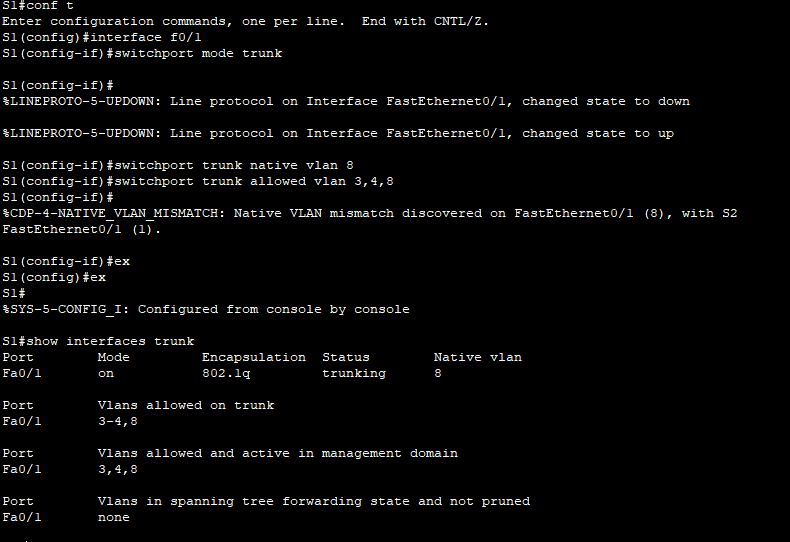 S1#conf t
Enter configuration commands, one per line.  End with CNTL/Z.
S1(config)#interface f0/1
S1(config-if)#switchport mode trunk
S1(config-if)#
%LINEPROTO-5-UPDOWN: Line protocol on Interface FastEthernet0/1, changed state to down
%LINEPROTO-5-UPDOWN: Line protocol on Interface FastEthernet0/1, changed state to up
S1(config-if)#switchport trunk native vlan 8
S1(config-if)#switchport trunk allowed vlan 3,4,8
S1(config-if)#
%CDP-4-NATIVE_VLAN_MISMATCH: Native VLAN mismatch discovered on FastEthernet0/1 (8), with S2
FastEthernet0/1 (1).
S1(config-if)#ex
S1(config)#ex
S1#
%SYS-5-CONFIG_I: Configured from console by console
S1#show interfaces trunk
Port        Mode         Encapsulation  Status        Native vlan
Fa0/1       on           802.1q         trunking      8
Port        Vlans allowed on trunk
Fa0/1       3-4,8
Port        Vlans allowed and active in management domain
Fa0/1       3,4,8
Port        Vlans in spanning tree forwarding state and not pruned
Fa0/1       none